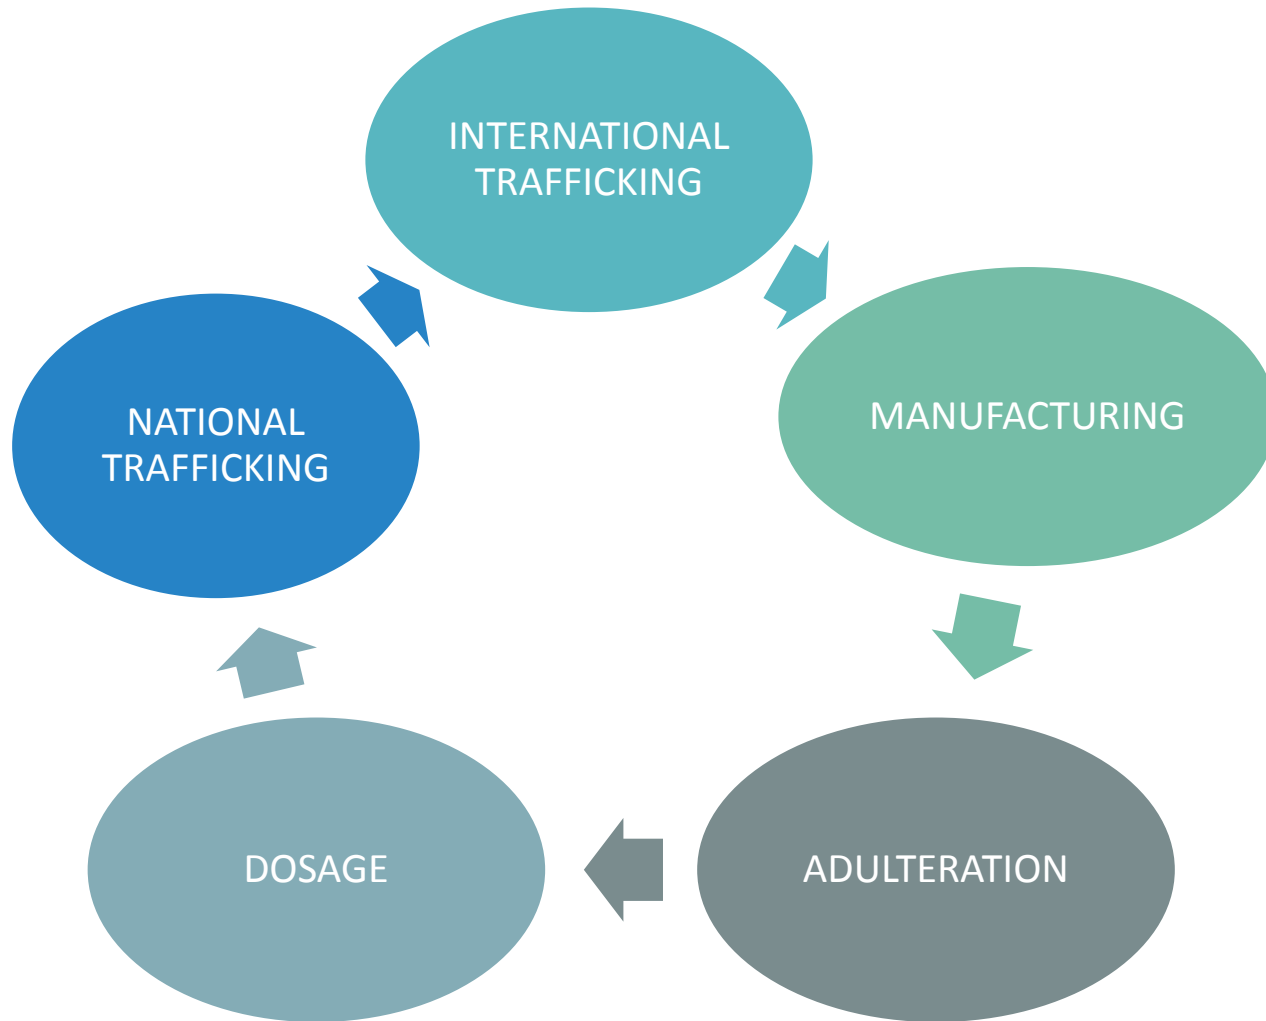 INTERNATIONAL
TRAFFICKING
MANUFACTURING
ADULTERATION
DOSAGE
NATIONAL
TRAFFICKING